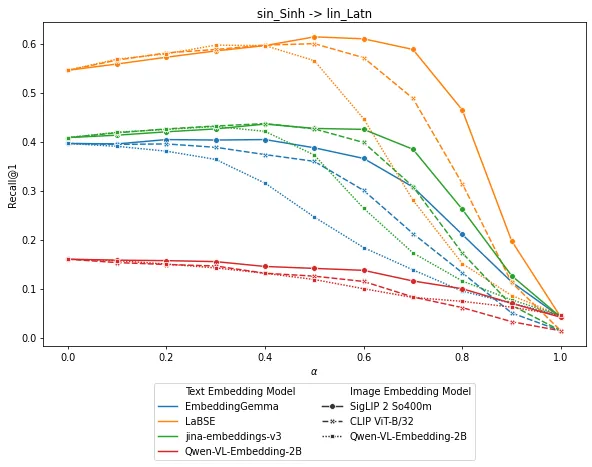 sin_Sinh -> lin_Latn
Recall@1
0.6
0.5
0.4
0.3
0.2
0.1
0.0
0.0 0.2 0.4 0.6 0.8 1.0
α
Text Embedding Model Image Embedding Model
EmbeddingGemma SigLIP 2 So400m
LaBSE CLIP ViT-B/32
jina-embeddings-v3 Qwen-VL-Embedding-2B
Qwen-VL-Embedding-2B